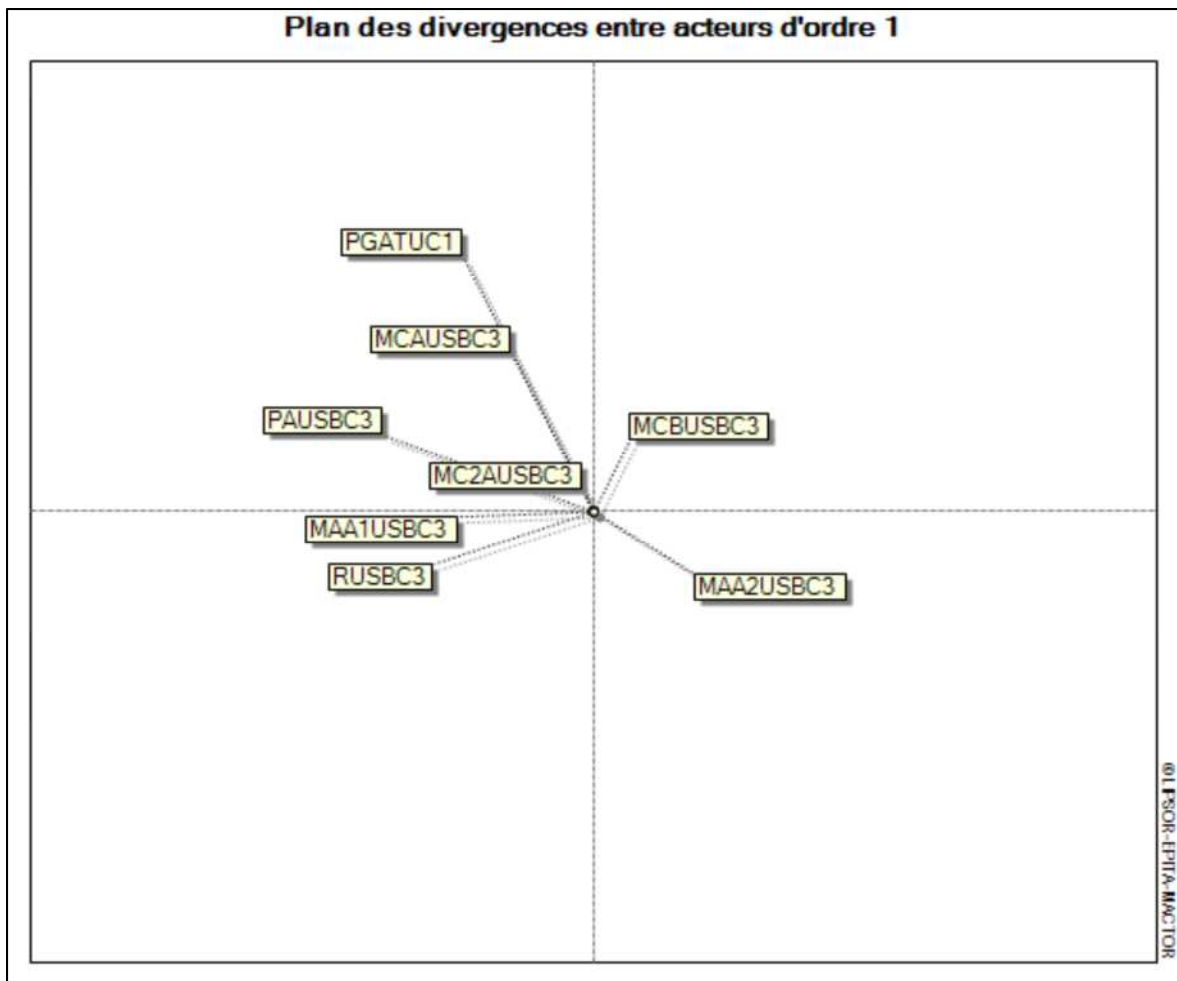 Plan des divergences entre acteurs d'ordre 1
PGATUC1
MCAUSBC3
PAUSBC3
MCBUSBC3
MC2AUSBC3
MAA1USBC3
RUSBC3
MAA2USBC3
©LIPSOR-EPITA-MACTOR